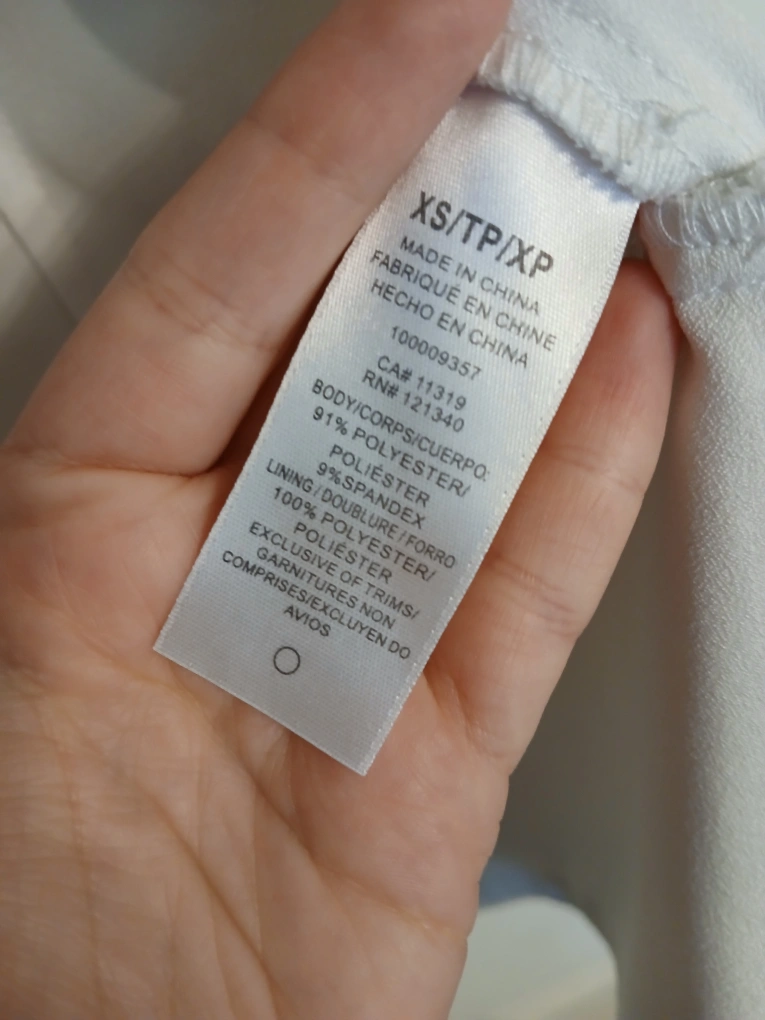 XS/TP/XP
MADE IN CHINA
FABRIQUÉ EN CHINE
HECHO EN CHINA
100009357
CA# 11319
RN# 121340
BODY/CORPS/CUERPO:
91% POLYESTER/
POLIÉSTER
9%SPANDEX
LINING/DOUBLURE/FORRO
100% POLYESTER/
POLIÉSTER
EXCLUSIVE OF TRIMS/
GARNITURES NON
COMPRISES/EXCLUYEN DO
AVIOS